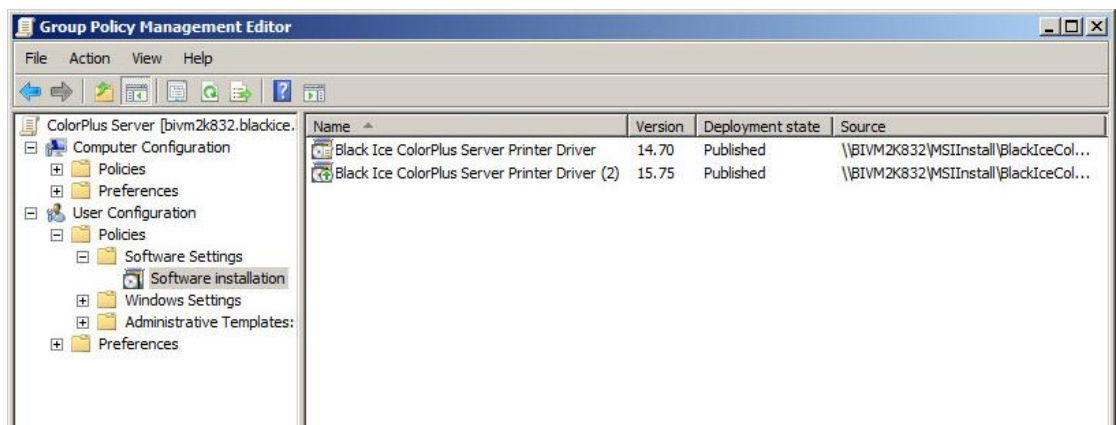 Group Policy Management Editor
File Action View Help
ColorPlus Server [bivm2k832.blackice.
Computer Configuration
Policies
Preferences
User Configuration
Policies
Software Settings
Software installation
Windows Settings
Administrative Templates:
Preferences
Name Version Deployment state Source
Black Ice ColorPlus Server Printer Driver 14.70 Published \\BIVM2K832\MSIInstall\BlackIceCol...
Black Ice ColorPlus Server Printer Driver (2) 15.75 Published \\BIVM2K832\MSIInstall\BlackIceCol...